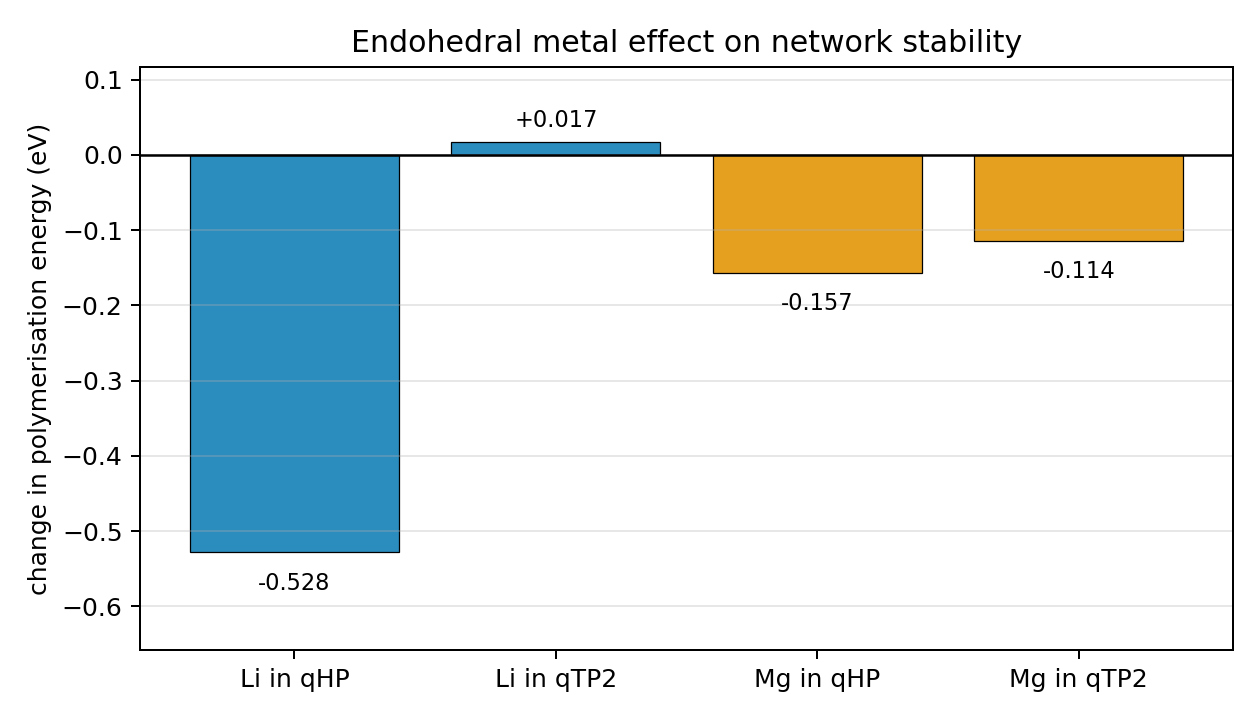 Endohedral metal effect on network stability
change in polymerisation energy (eV)
0.1
0.0
−0.1
−0.2
−0.3
−0.4
−0.5
−0.6
-0.528
+0.017
-0.157
-0.114
Li in qHP
Li in qTP2
Mg in qHP
Mg in qTP2